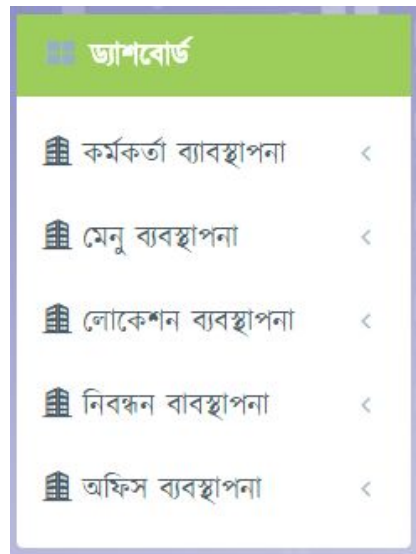 ড্যাশবোর্ড
কর্মকর্তা ব্যাবস্থাপনা
মেনু ব্যবস্থাপনা
লোকেশন ব্যবস্থাপনা
নিবন্ধন বাবস্থাপনা
অফিস ব্যবস্থাপনা